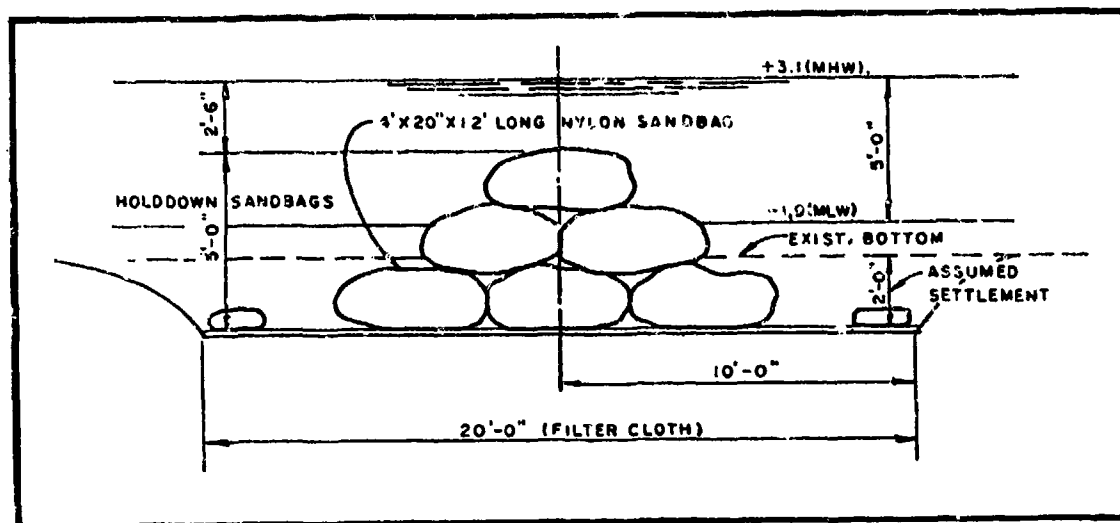 +3.1(MHW)
2'-6"
4'X20"X12' LONG NYLON SANDBAG
5'-0"
HOLDDOWN SANDBAGS
5'-0"
-1.9(MLW)
EXIST. BOTTOM
2'-0"
ASSUMED
SETTLEMENT
10'-0"
20'-0" (FILTER CLOTH)